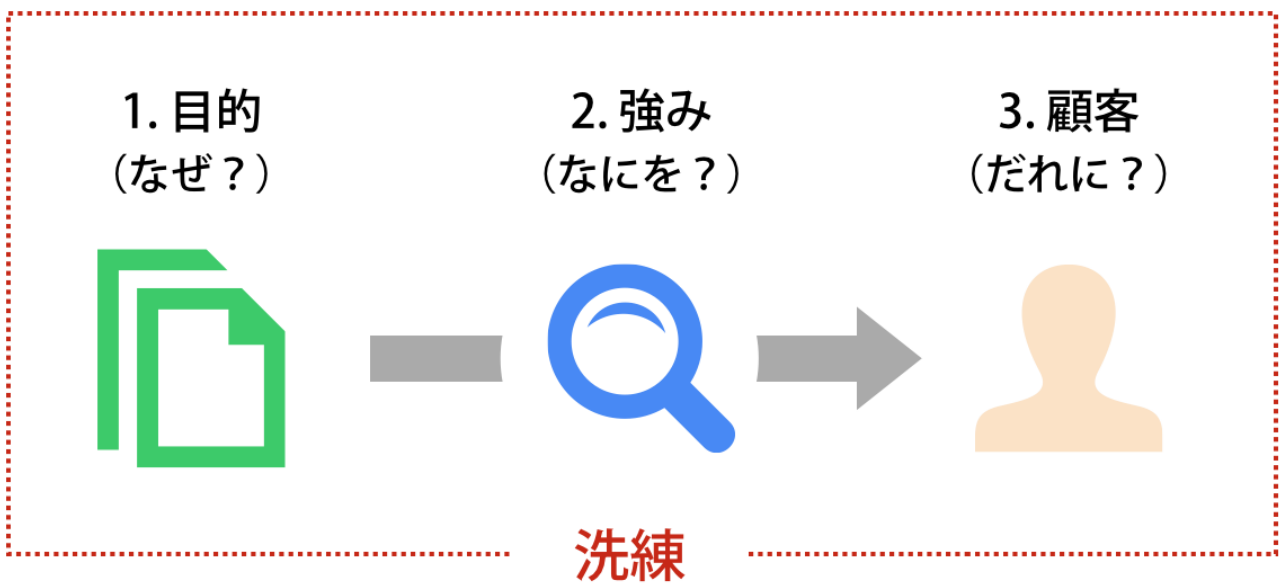 1. 目的
（なぜ？）
2. 強み
（なにを？）
3. 顧客
（だれに？）
洗練